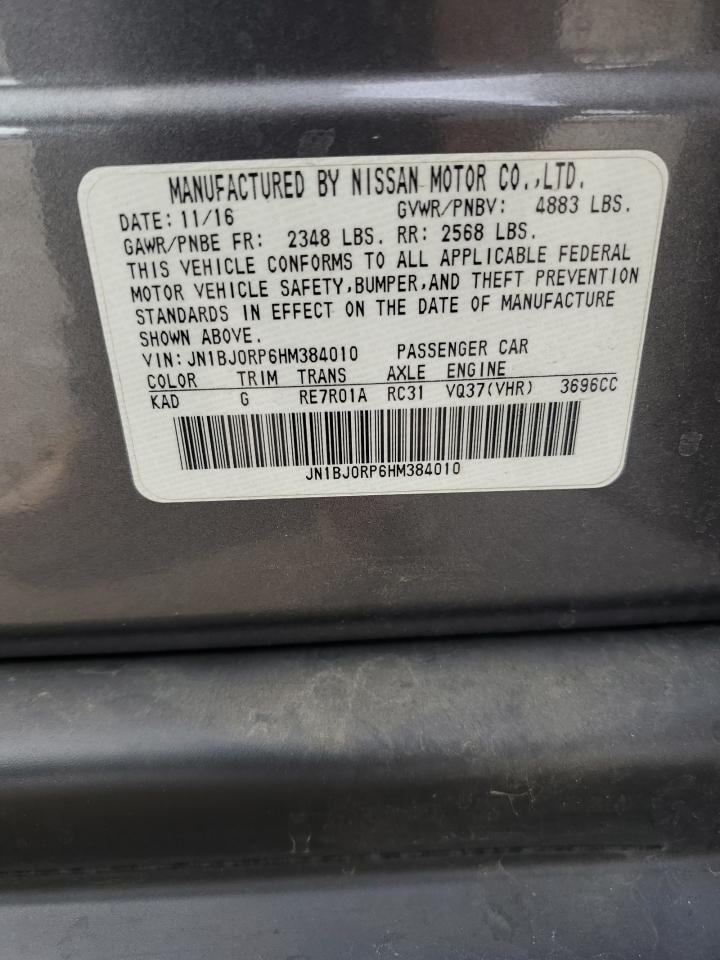 MANUFACTURED BY NISSAN MOTOR CO.,LTD.
DATE: 11/16 GVWR/PNBV: 4883 LBS.
GAWR/PNBE FR: 2348 LBS. RR: 2568 LBS.
THIS VEHICLE CONFORMS TO ALL APPLICABLE FEDERAL
MOTOR VEHICLE SAFETY,BUMPER,AND THEFT PREVENTION
STANDARDS IN EFFECT ON THE DATE OF MANUFACTURE
SHOWN ABOVE.
VIN: JN1BJ0RP6HM384010 PASSENGER CAR
COLOR TRIM TRANS AXLE ENGINE
KAD G RE7R01A RC31 VQ37(VHR) 3696CC
JN1BJ0RP6HM384010